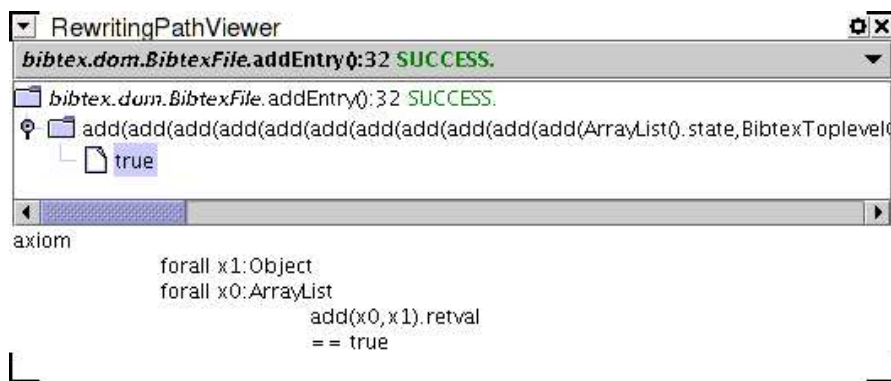 RewritingPathViewer
bibtex.dom.BibtexFile.addEntry():32 SUCCESS.
bibtex.dom.BibtexFile.addEntry():32 SUCCESS.
add(add(add(add(add(add(add(add(add(add(add(ArrayList().state,BibtexToplevel
true
axiom
forall x1:Object
forall x0:ArrayList
add(x0,x1).retval
== true